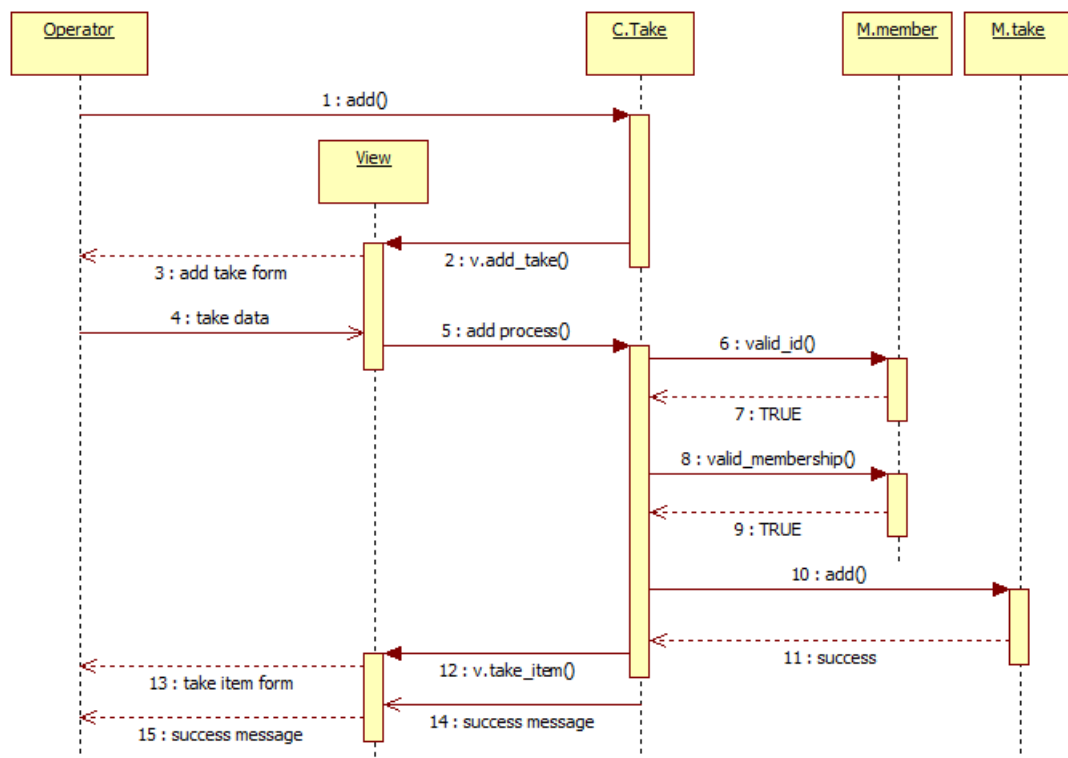 Operator
C.Take
M.member
M.take
1 : add()
View
2 : v.add_take()
3 : add take form
4 : take data
5 : add process()
6 : valid_id()
7 : TRUE
8 : valid_membership()
9 : TRUE
10 : add()
11 : success
12 : v.take_item()
13 : take item form
14 : success message
15 : success message